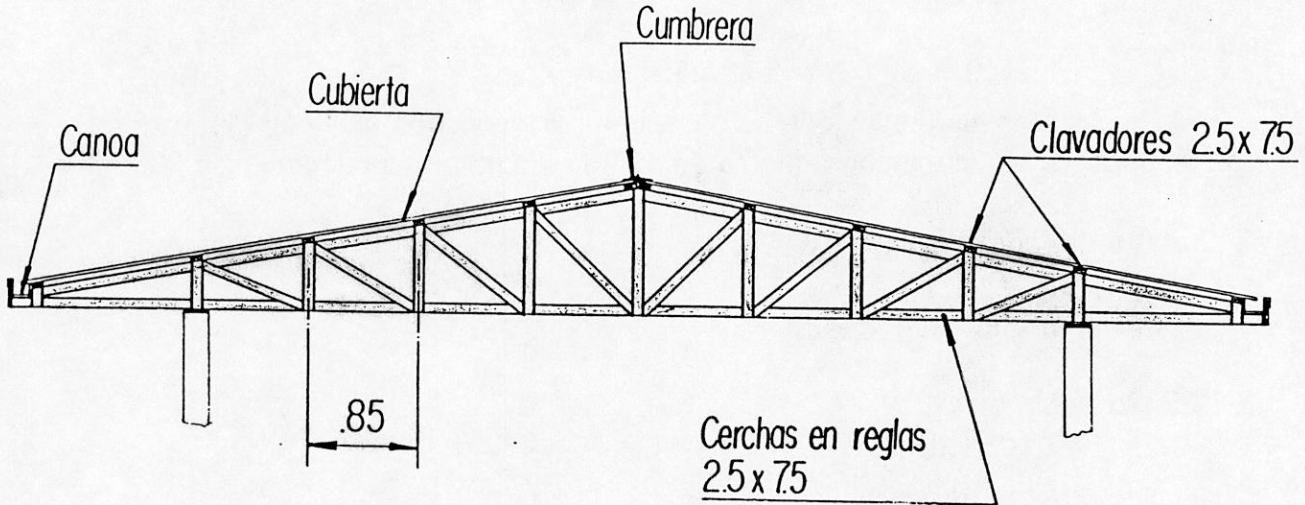 Cumbrera
Cubierta
Canoa
Clavadores 2.5 x 7.5
.85
Cerchas en reglas
2.5 x 7.5